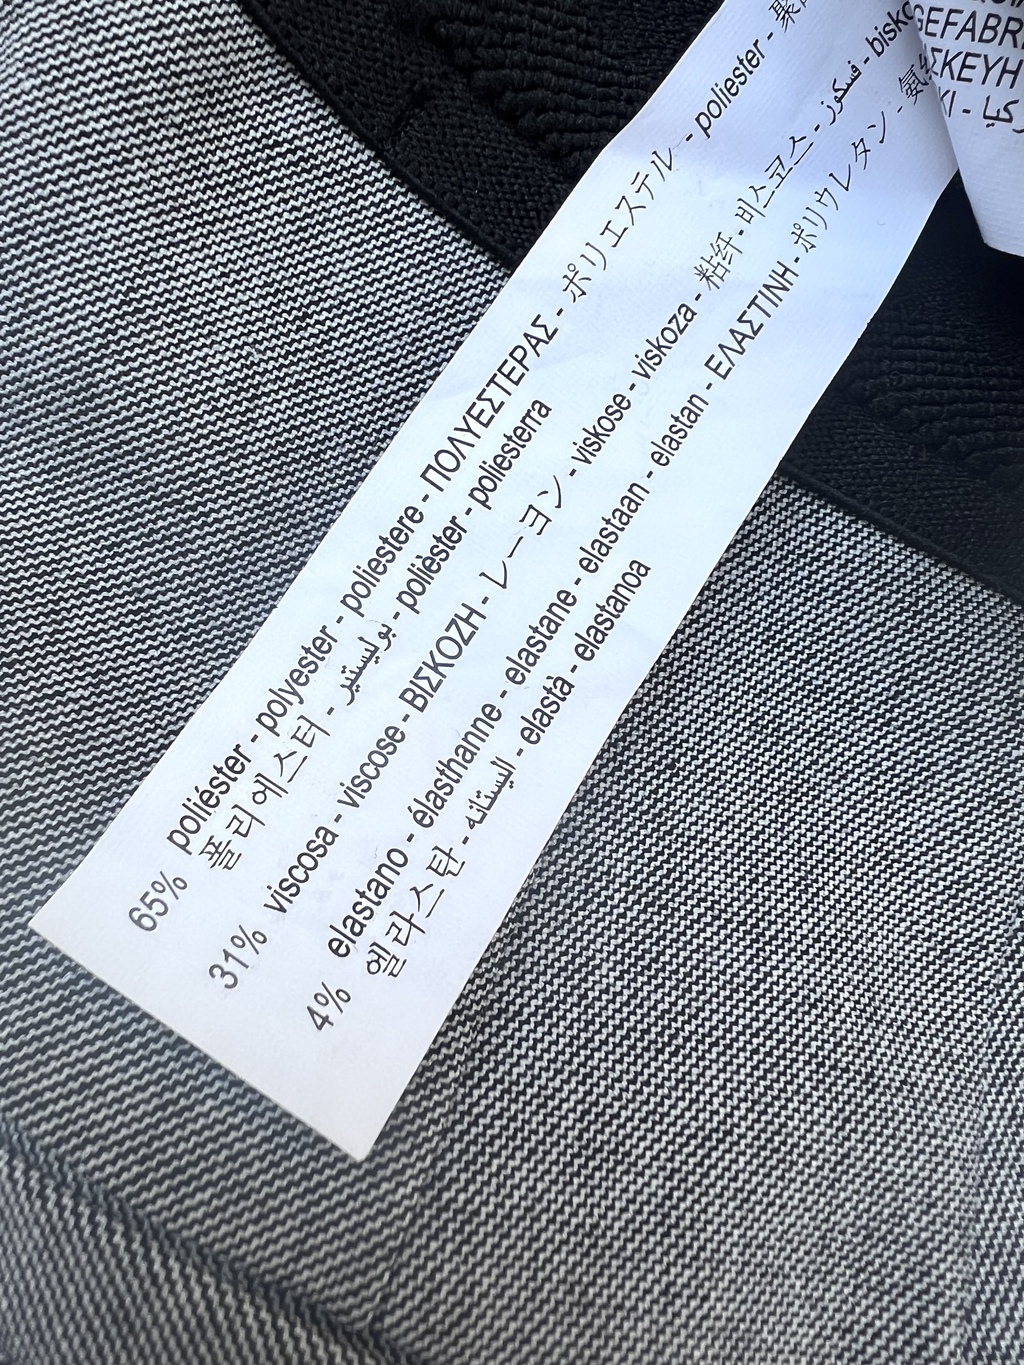 65% poliéster - polyester - poliestere - ΠΟΛΥΕΣΤΕΡΑΣ - ポリエステル - poliester -
폴리에스터 - بوليستير - polièster - poliesterra
31% viscosa - viscose - ΒΙΣΚΟΖΗ - レーヨン - viskose - viskoza - 粘纤 - 비스코스 - فسكوز -
4% elastano - élasthanne - elastane - elastaan - elastan - ΕΛΑΣΤΙΝΗ - ポリウレタン -
엘라스탄 - اليستانه - elastà - elastanoa